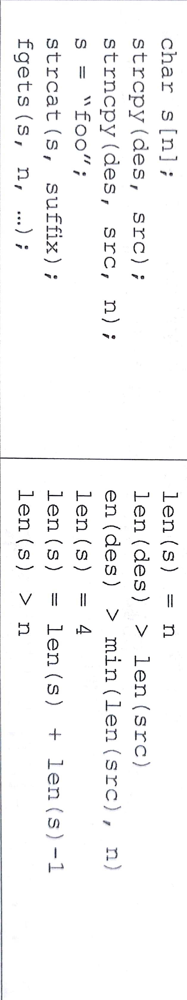 char s[n];
strcpy(des, src);
strncpy(des, src, n);
s = “foo”;
strcat(s, suffix);
fgets(s, n, …);
len(s) = n
len(des) > len(src)
en(des) > min(len(src), n)
len(s) = 4
len(s) = len(s) + len(s)-1
len(s) > n